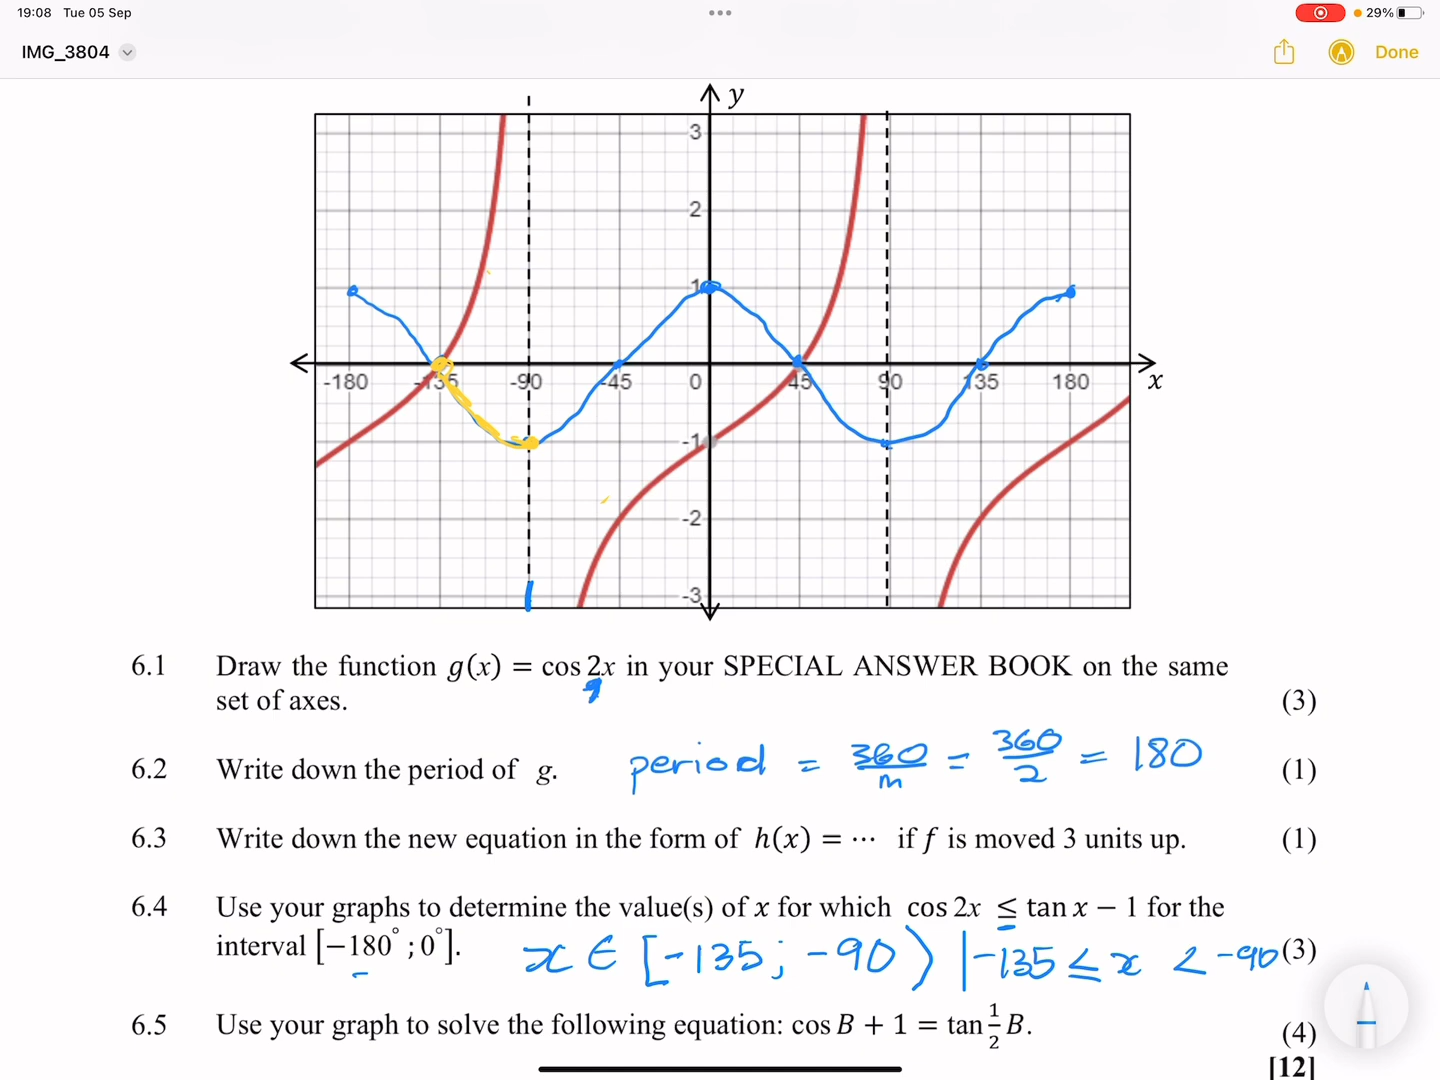 19:08 Tue 05 Sep
29%
IMG_3804
Done
y
3
2
1
-180 -135 -90 -45 0 45 90 135 180 x
-1
-2
-3
6.1 Draw the function g(x) = cos 2x in your SPECIAL ANSWER BOOK on the same
set of axes. (3)
6.2 Write down the period of g. period = 360/m = 360/2 = 180 (1)
6.3 Write down the new equation in the form of h(x) = ⋯ if f is moved 3 units up. (1)
6.4 Use your graphs to determine the value(s) of x for which cos 2x ≤ tan x − 1 for the
interval [−180° ; 0°]. x ∈ [-135; -90) | -135 ≤ x < -90 (3)
6.5 Use your graph to solve the following equation: cos B + 1 = tan 1/2 B. (4)
[12]